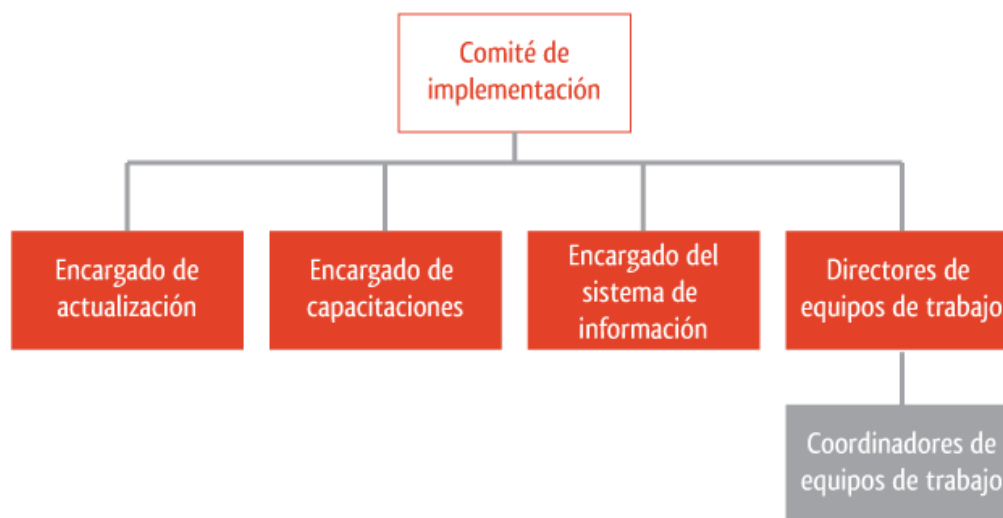 Comité de
implementación
Encargado de
actualización
Encargado de
capacitaciones
Encargado del
sistema de
información
Directores de
equipos de trabajo
Coordinadores de
equipos de trabajo